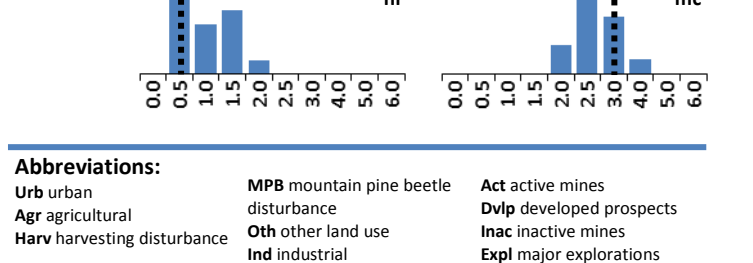 0.0 0.5 1.0 1.5 2.0 2.5 3.0 4.0 5.0 6.0
0.0 0.5 1.0 1.5 2.0 2.5 3.0 4.0 5.0 6.0
Abbreviations:
Urb urban
Agr agricultural
Harv harvesting disturbance
MPB mountain pine beetle
disturbance
Oth other land use
Ind industrial
Act active mines
Dvlp developed prospects
Inac inactive mines
Expl major explorations